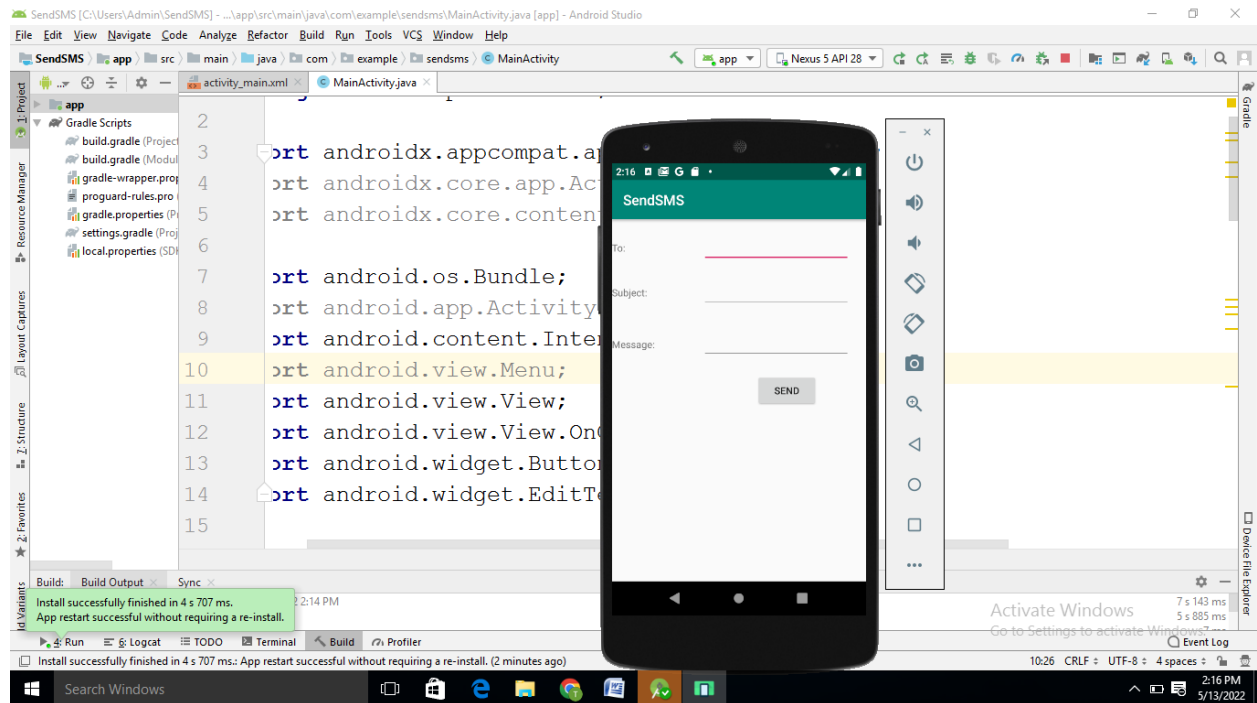 SendSMS [C:\Users\Admin\SendSMS] - ...\app\src\main\java\com\example\sendsms\MainActivity.java [app] - Android Studio
File Edit View Navigate Code Analyze Refactor Build Run Tools VCS Window Help
SendSMS app src main java com example sendsms MainActivity app Nexus 5 API 28
activity_main.xml MainActivity.java
1: Project
Resource Manager
Layout Captures
Z: Structure
2: Favorites
Gradle
Device File Explorer
app
Gradle Scripts
build.gradle (Project
build.gradle (Modul
gradle-wrapper.prop
proguard-rules.pro
gradle.properties (P
settings.gradle (Proj
local.properties (SD
2
3 ort androidx.appcompat.a
4 ort androidx.core.app.Ac
5 ort androidx.core.conten
6
7 ort android.os.Bundle;
8 ort android.app.Activity
9 ort android.content.Inte
10 ort android.view.Menu;
11 ort android.view.View;
12 ort android.view.View.On
13 ort android.widget.Butto
14 ort android.widget.EditTe
15
2:16 G
SendSMS
To:
Subject:
Message:
SEND
Build: Build Output Sync
Install successfully finished in 4 s 707 ms.
App restart successful without requiring a re-install.
2:14 PM
7 s 143 ms
5 s 885 ms
Activate Windows
Go to Settings to activate Windows.
4: Run 6: Logcat TODO Terminal Build Profiler Event Log
Install successfully finished in 4 s 707 ms.: App restart successful without requiring a re-install. (2 minutes ago) 10:26 CRLF UTF-8 4 spaces
Search Windows
2:16 PM
5/13/2022